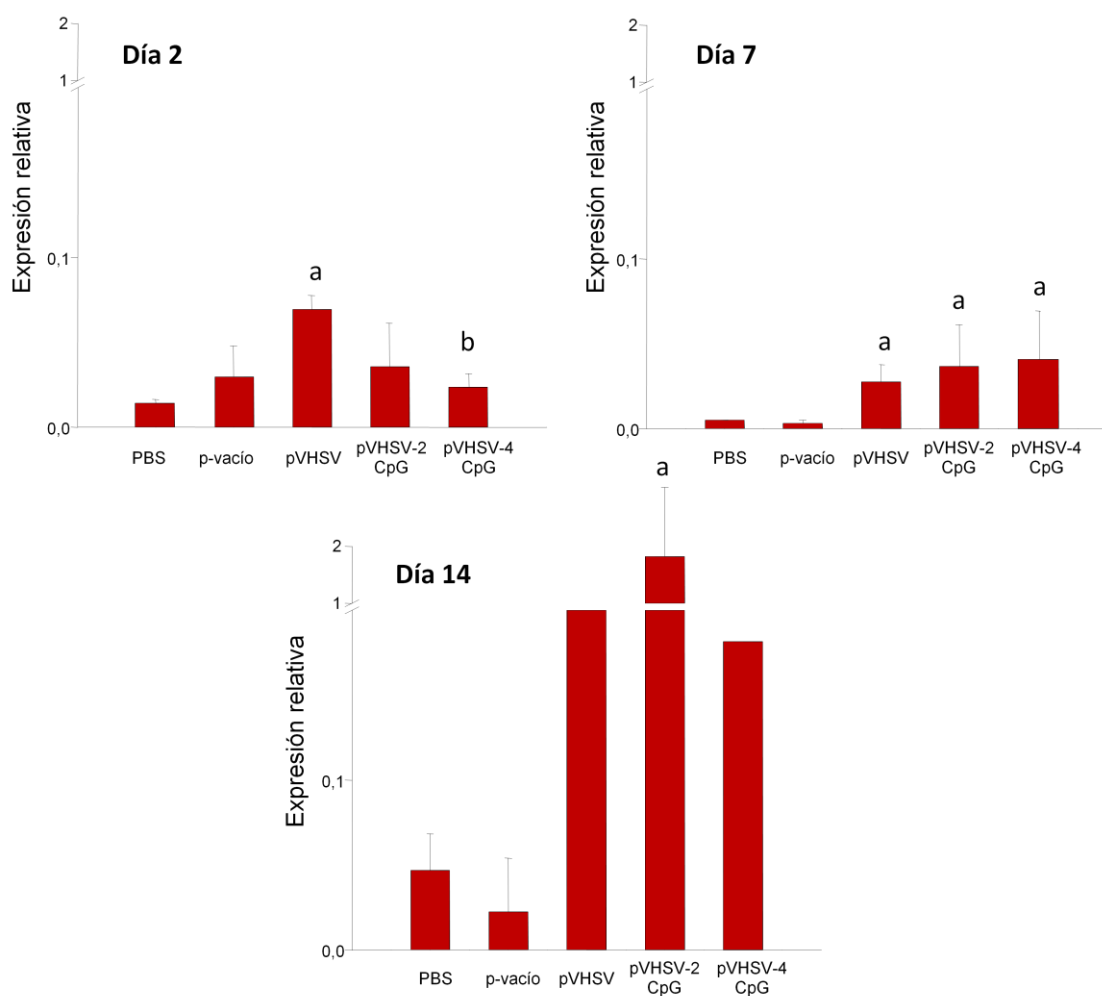 Día 2
Expresión relativa
2
1
0,1
0,0
a
b
PBS
p-vacío
pVHSV
pVHSV-2
CpG
pVHSV-4
CpG
Día 7
Expresión relativa
2
1
0,1
0,0
a
a
a
PBS
p-vacío
pVHSV
pVHSV-2
CpG
pVHSV-4
CpG
Día 14
Expresión relativa
2
1
0,1
0,0
a
PBS
p-vacío
pVHSV
pVHSV-2
CpG
pVHSV-4
CpG